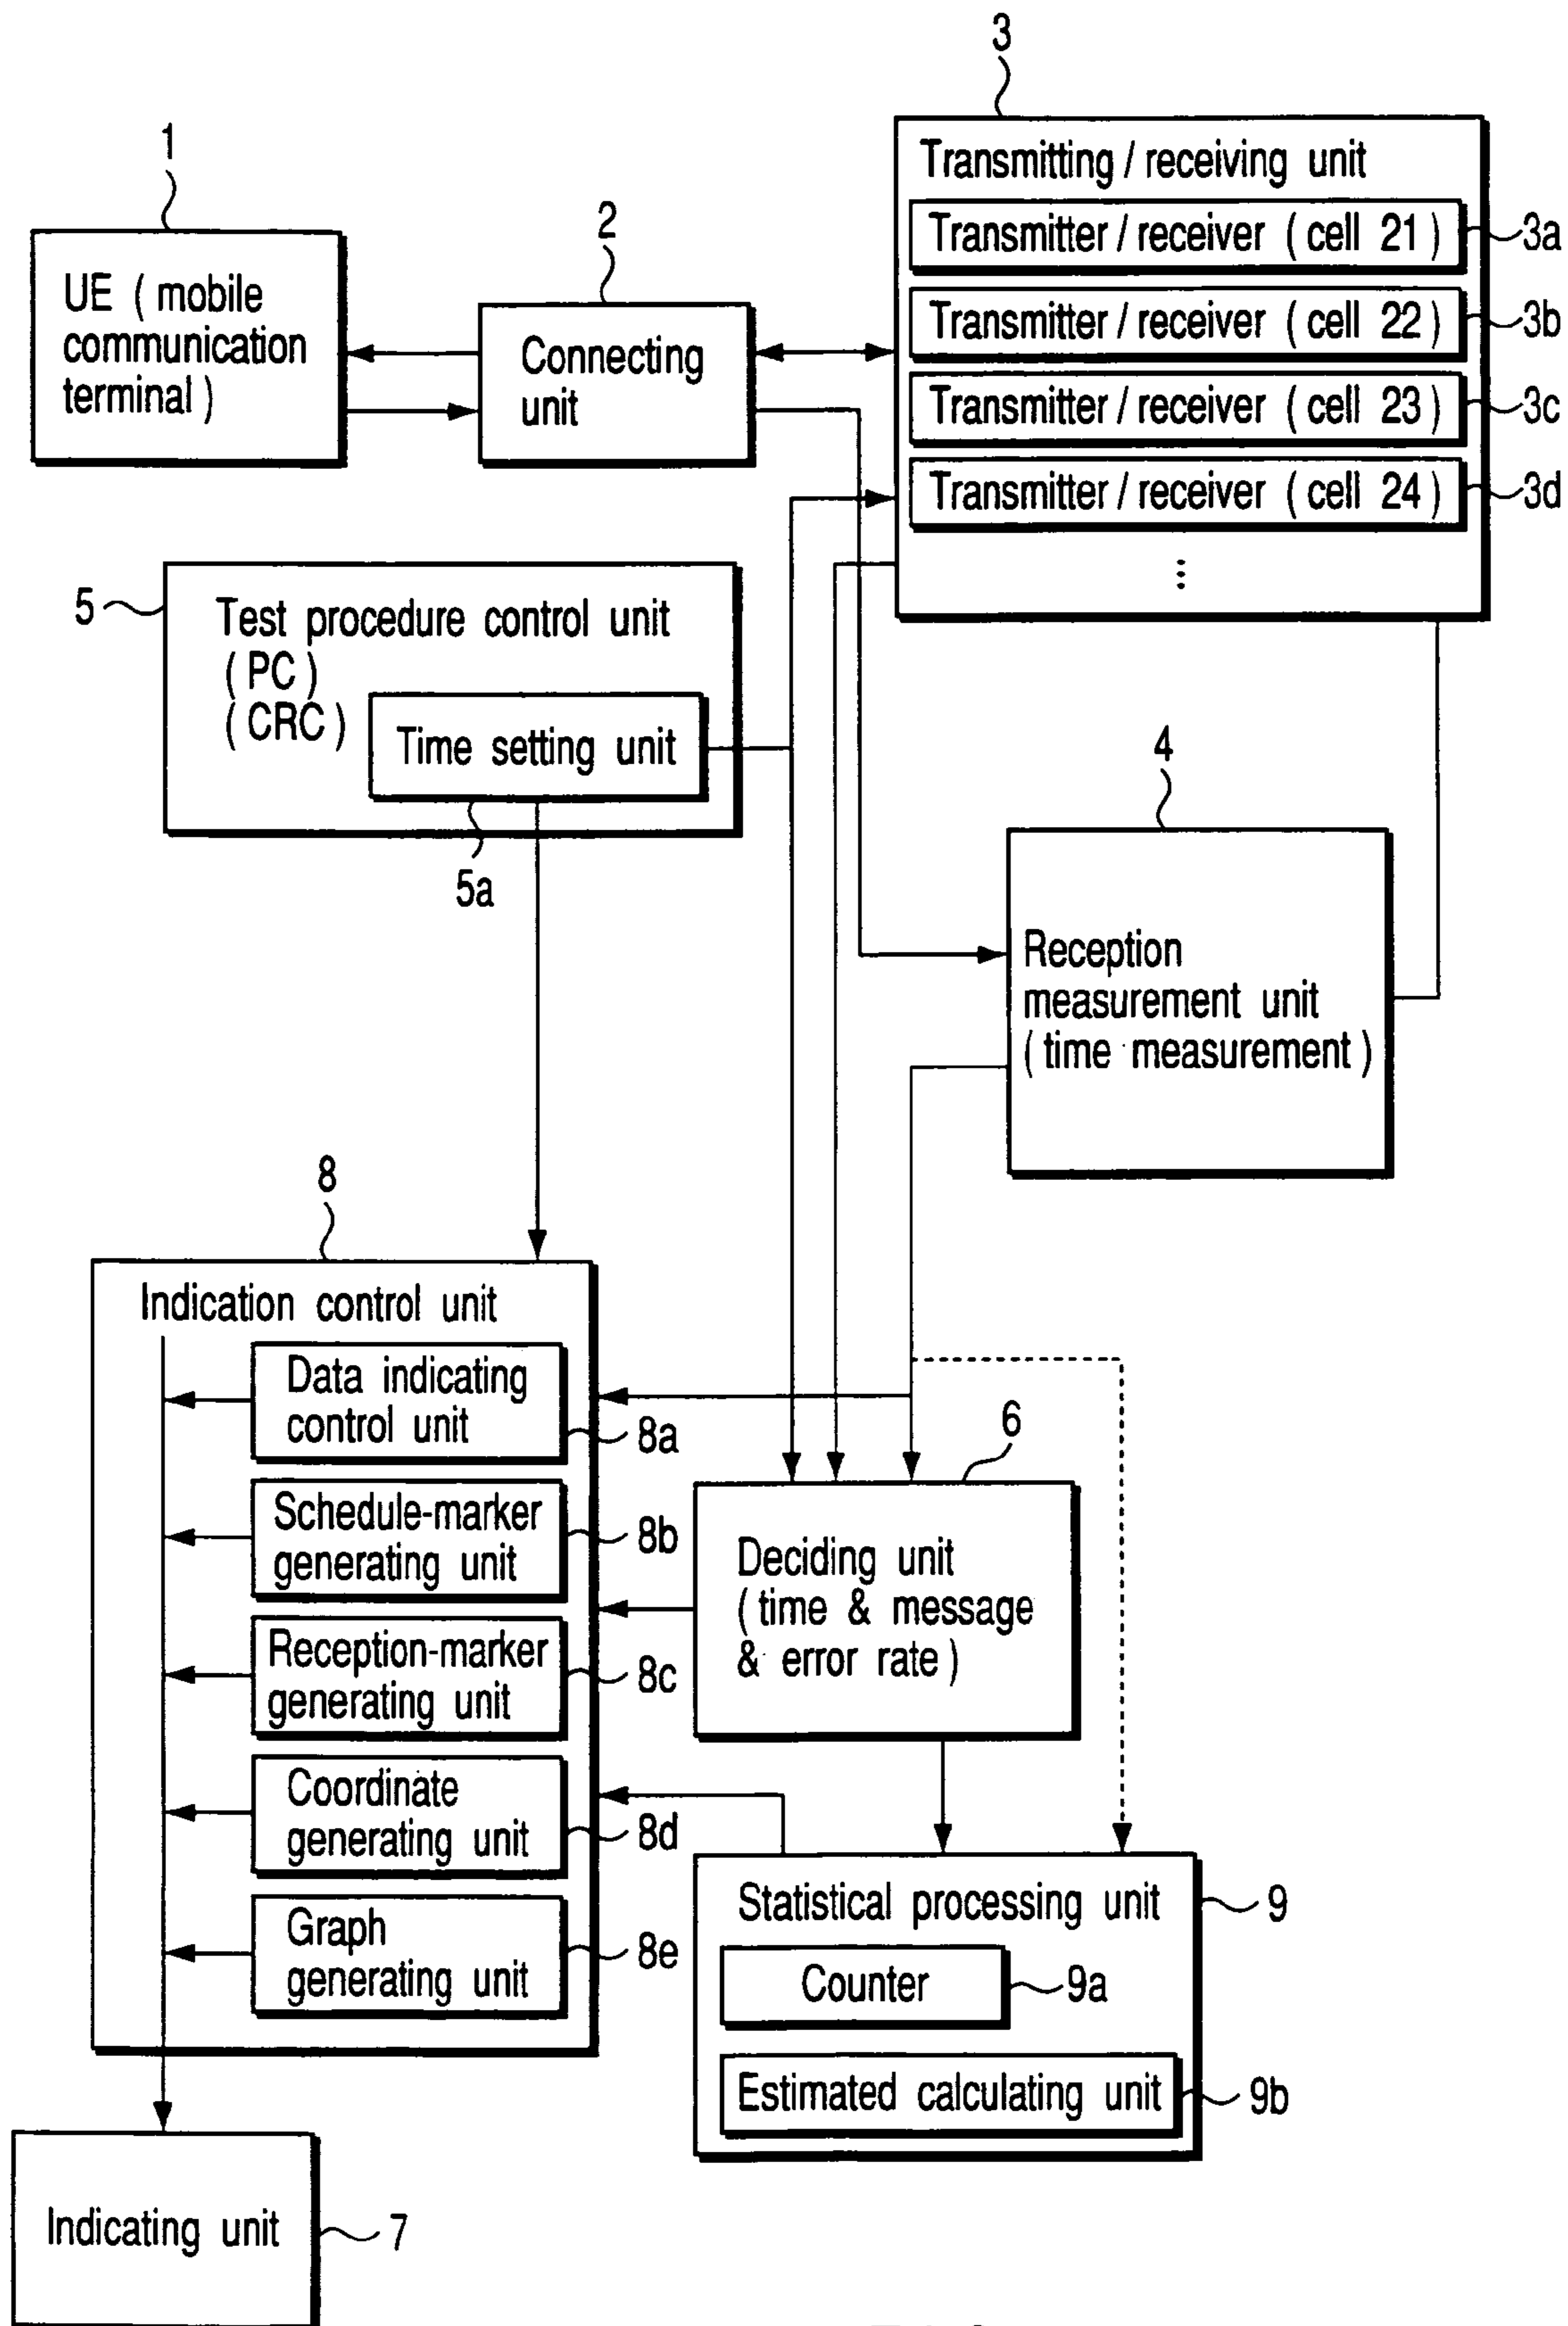 3
Transmitting / receiving unit
Transmitter / receiver ( cell 21 )
3a
Transmitter / receiver ( cell 22 )
3b
Transmitter / receiver ( cell 23 )
3c
Transmitter / receiver ( cell 24 )
3d
⋮
1
UE ( mobile
communication
terminal )
2
Connecting
unit
5
Test procedure control unit
( PC )
( CRC )
Time setting unit
5a
4
Reception
measurement unit
( time measurement )
8
Indication control unit
Data indicating
control unit
8a
Schedule-marker
generating unit
8b
Reception-marker
generating unit
8c
Coordinate
generating unit
8d
Graph
generating unit
8e
6
Deciding unit
( time & message
& error rate )
Statistical processing unit
9
Counter
9a
Estimated calculating unit
9b
Indicating unit
7